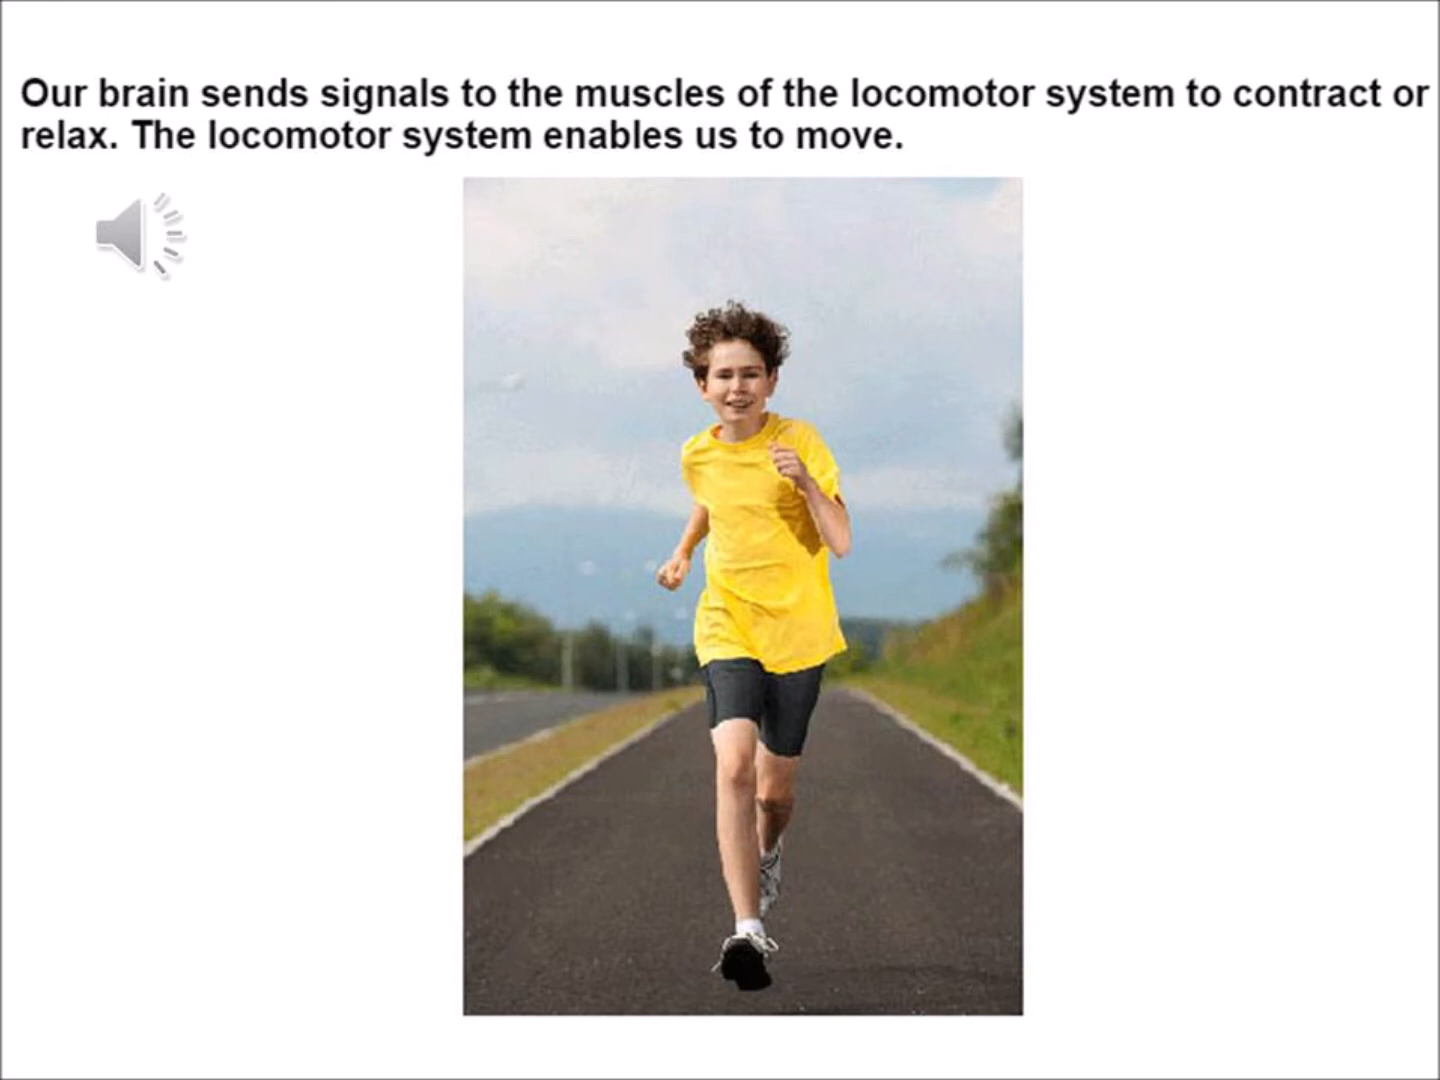 Our brain sends signals to the muscles of the locomotor system to contract or
relax. The locomotor system enables us to move.